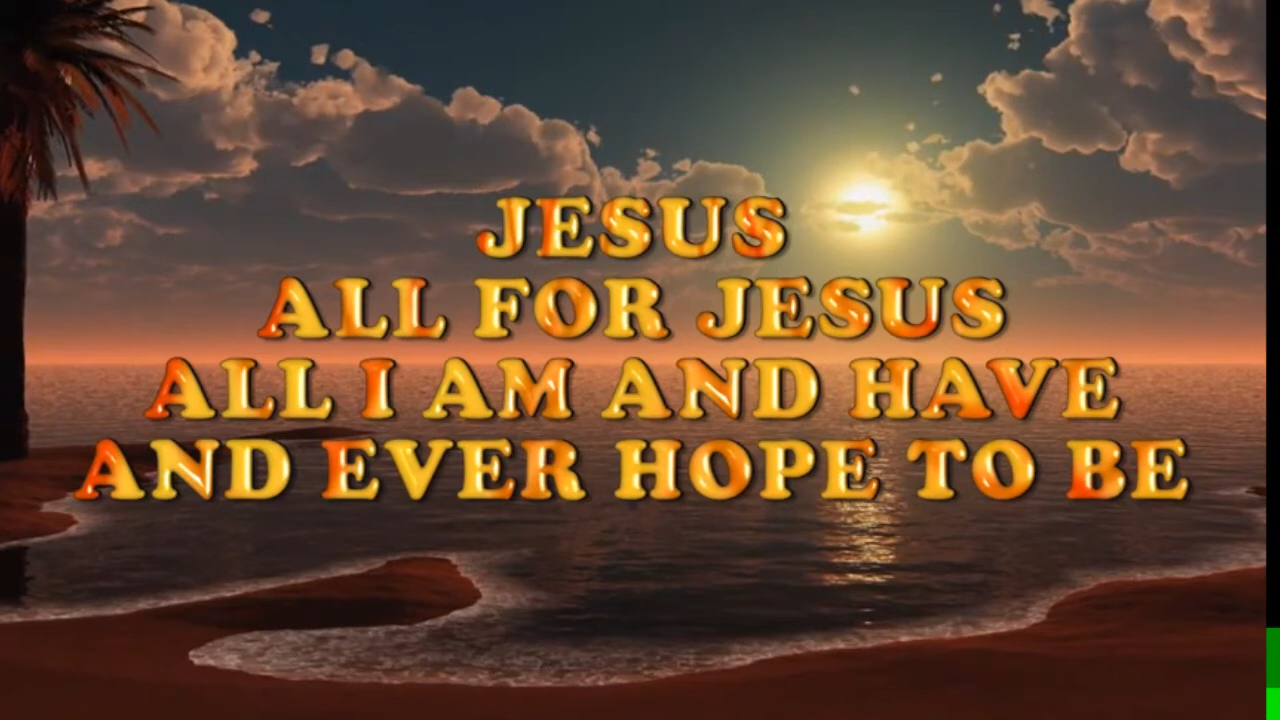 JESUS
ALL FOR JESUS
ALL I AM AND HAVE
AND EVER HOPE TO BE